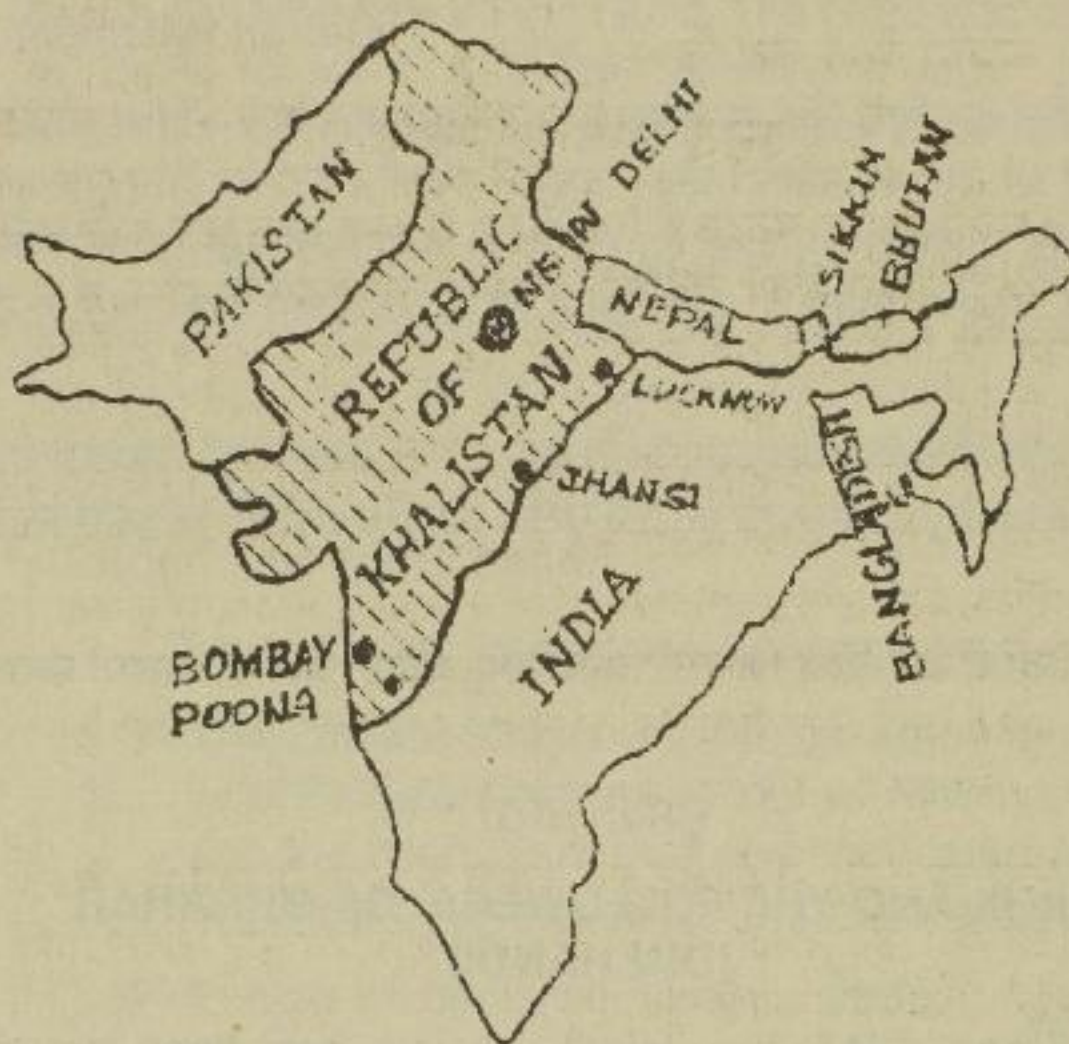 PAKISTAN
REPUBLIC
OF
KHALISTAN
NEW DELHI
NEPAL
SIKKIM
BHUTAN
LUCKNOW
JHANSI
BANGLADESH
INDIA
BOMBAY
POONA